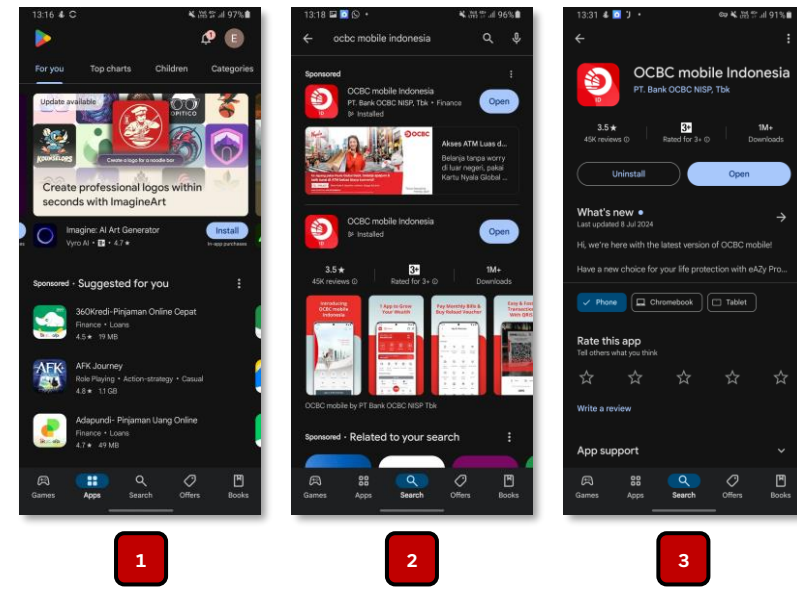 13:16
97%
For you
Top charts
Children
Categories
Update available
OPITICO
KOUNSELORS
Create a logo for a noodle bar
Create professional logos within
seconds with ImagineArt
Imagine: AI Art Generator
Vyro AI • 3+ • 4.7★
Install
In-app purchases
Sponsored • Suggested for you
360Kredi-Pinjaman Online Cepat
Finance • Loans
4.5★ 19 MB
AFK
AFK Journey
Role Playing • Action-strategy • Casual
4.8★ 1.1 GB
Adapundi- Pinjaman Uang Online
Finance • Loans
4.7★ 49 MB
Games
Apps
Search
Offers
Books
1
13:18
96%
ocbc mobile indonesia
Sponsored
OCBC mobile Indonesia
PT. Bank OCBC NISP, Tbk • Finance
Installed
Open
ID
OCBC
Akses ATM Luas d...
Belanja tanpa worry
di luar negeri, pakai
Kartu Nyala Global ...
OCBC mobile Indonesia
Installed
Open
ID
3.5★
45K reviews
3+
Rated for 3+
1M+
Downloads
Introducing
OCBC mobile
Indonesia
1 App to Grow
Your Wealth
Pay Monthly Bills &
Buy Reload Voucher
Easy & Fast
Transaction
With QRIS
OCBC mobile by PT Bank OCBC NISP Tbk
Sponsored • Related to your search
Games
Apps
Search
Offers
Books
2
13:31
91%
OCBC mobile Indonesia
PT. Bank OCBC NISP, Tbk
ID
3.5★
45K reviews
3+
Rated for 3+
1M+
Downloads
Uninstall
Open
What's new •
Last updated 8 Jul 2024
Hi, we're here with the latest version of OCBC mobile!
Have a new choice for your life protection with eAZy Pro...
Phone
Chromebook
Tablet
Rate this app
Tell others what you think
Write a review
App support
Games
Apps
Search
Offers
Books
3